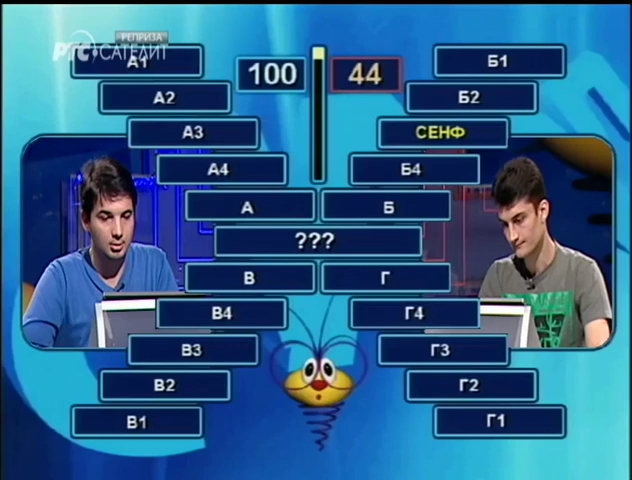 РЕПРИЗА
РТС САТЕЛИТ
А1
Б1
100
44
А2
Б2
А3
СЕНФ
А4
Б4
А
Б
???
В
Г
В4
Г4
В3
Г3
В2
Г2
В1
Г1